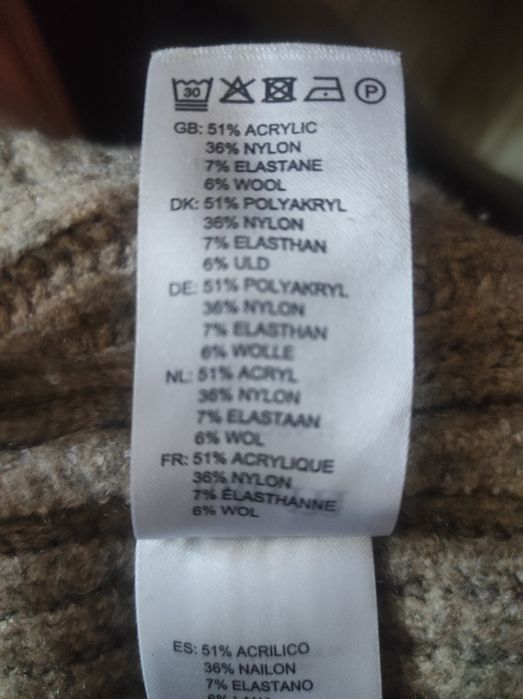 30 P
GB: 51% ACRYLIC
36% NYLON
7% ELASTANE
6% WOOL
DK: 51% POLYAKRYL
36% NYLON
7% ELASTHAN
6% ULD
DE: 51% POLYAKRYL
36% NYLON
7% ELASTHAN
6% WOLLE
NL: 51% ACRYL
36% NYLON
7% ELASTAAN
6% WOL
FR: 51% ACRYLIQUE
36% NYLON
7% ÉLASTHANNE
6% WOL
ES: 51% ACRILICO
36% NAILON
7% ELASTANO